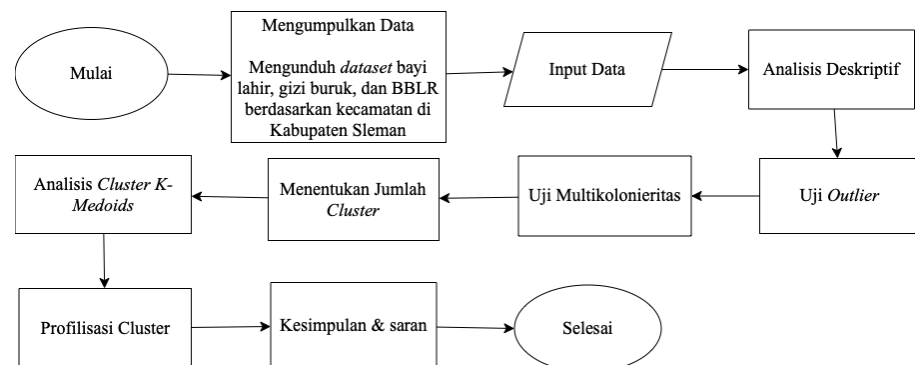 Mulai
Mengumpulkan Data
Mengunduh dataset bayi
lahir, gizi buruk, dan BBLR
berdasarkan kecamatan di
Kabupaten Sleman
Input Data
Analisis Deskriptif
Uji Outlier
Uji Multikolonieritas
Menentukan Jumlah
Cluster
Analisis Cluster K-
Medoids
Profilisasi Cluster
Kesimpulan & saran
Selesai